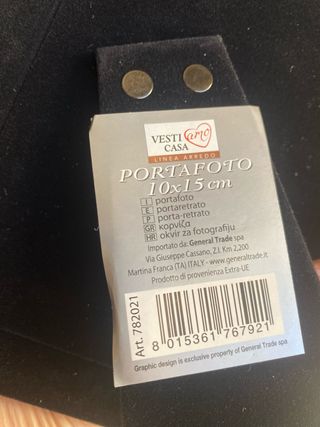 VESTI amo
CASA
LINEA ARREDO
PORTAFOTO
10x15 cm
I portafoto
E portaretrato
P porta-retrato
GR κορνίζα
HR okvir za fotografiju
Importato da: General Trade spa
Via Giuseppe Cassano, Z.I. Km 2,200
Martina Franca (TA) ITALY - www.generaltrade.it
Prodotto di provenienza Extra-UE
Art. 782021
8 015361 767921
Graphic design is exclusive property of General Trade spa